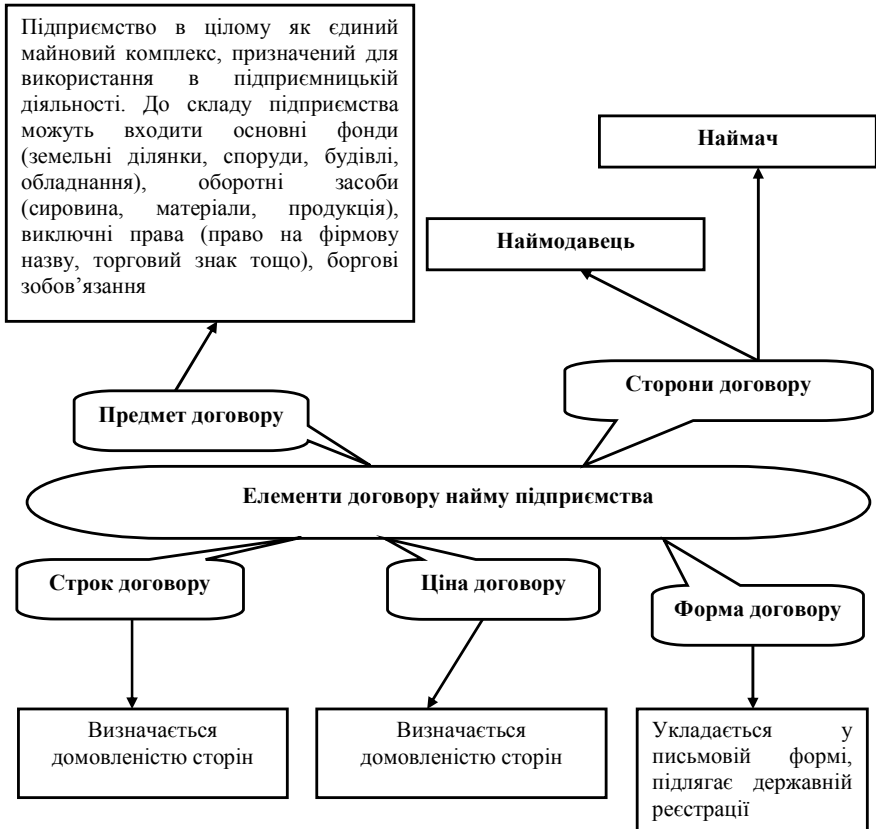 Підприємство в цілому як єдиний
майновий комплекс, призначений для
використання в підприємницькій
діяльності. До складу підприємства
можуть входити основні фонди
(земельні ділянки, споруди, будівлі,
обладнання), оборотні засоби
(сировина, матеріали, продукція),
виключні права (право на фірмову
назву, торговий знак тощо), боргові
зобов’язання
Наймач
Наймодавець
Сторони договору
Предмет договору
Елементи договору найму підприємства
Строк договору
Ціна договору
Форма договору
Визначається
домовленістю сторін
Визначається
домовленістю сторін
Укладається у
письмовій формі,
підлягає державній
реєстрації